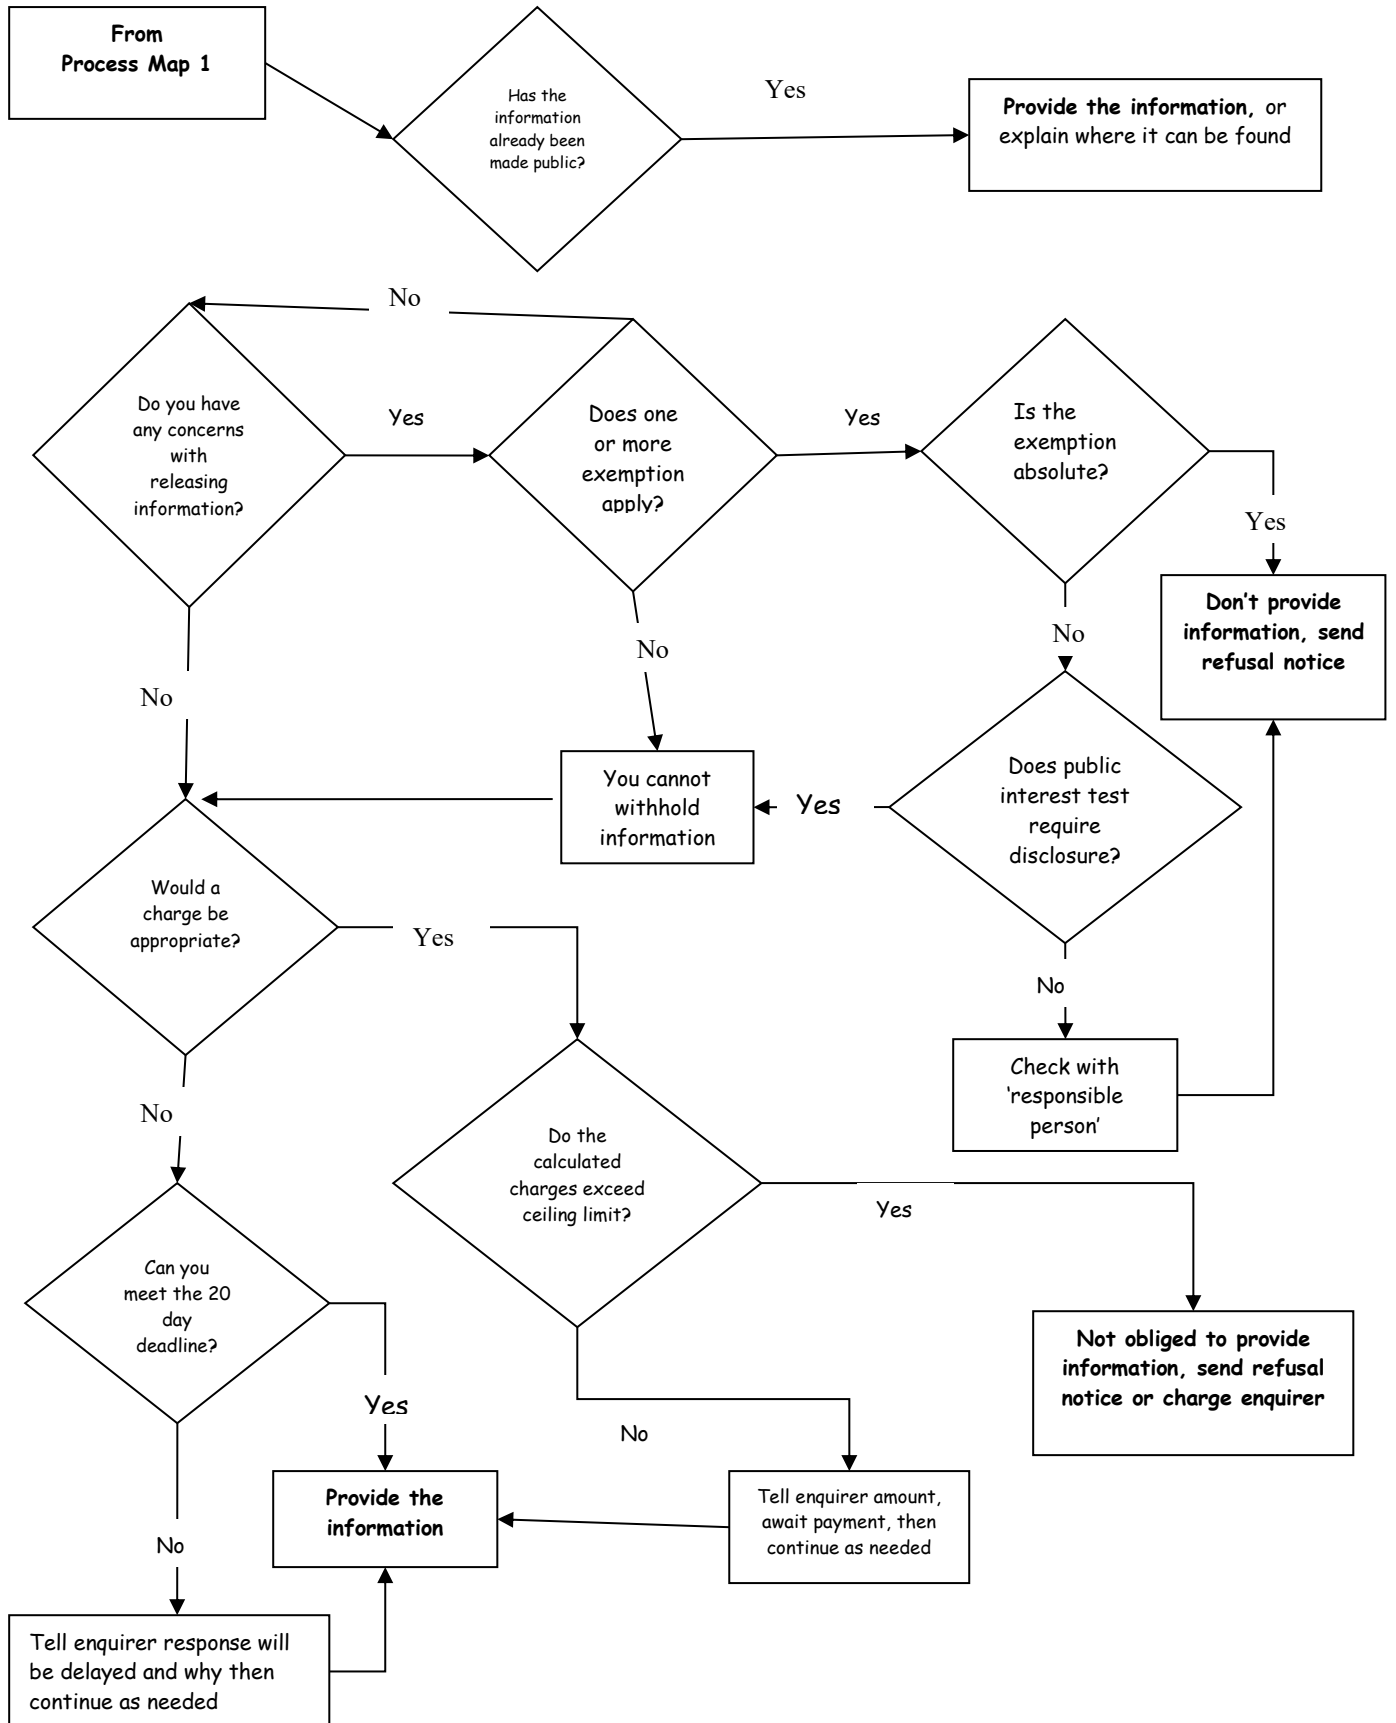 From
Process Map 1
Has the
information
already been
made public?
Yes
Provide the information, or
explain where it can be found
No
Do you have
any concerns
with
releasing
information?
Yes
Does one
or more
exemption
apply?
Yes
Is the
exemption
absolute?
Yes
Don't provide
information, send
refusal notice
No
No
No
You cannot
withhold
information
Yes
Does public
interest test
require
disclosure?
Would a
charge be
appropriate?
Yes
No
Check with
'responsible
person'
No
Do the
calculated
charges exceed
ceiling limit?
Yes
Can you
meet the 20
day
deadline?
Yes
Not obliged to provide
information, send refusal
notice or charge enquirer
No
No
Provide the
information
Tell enquirer amount,
await payment, then
continue as needed
Tell enquirer response will
be delayed and why then
continue as needed